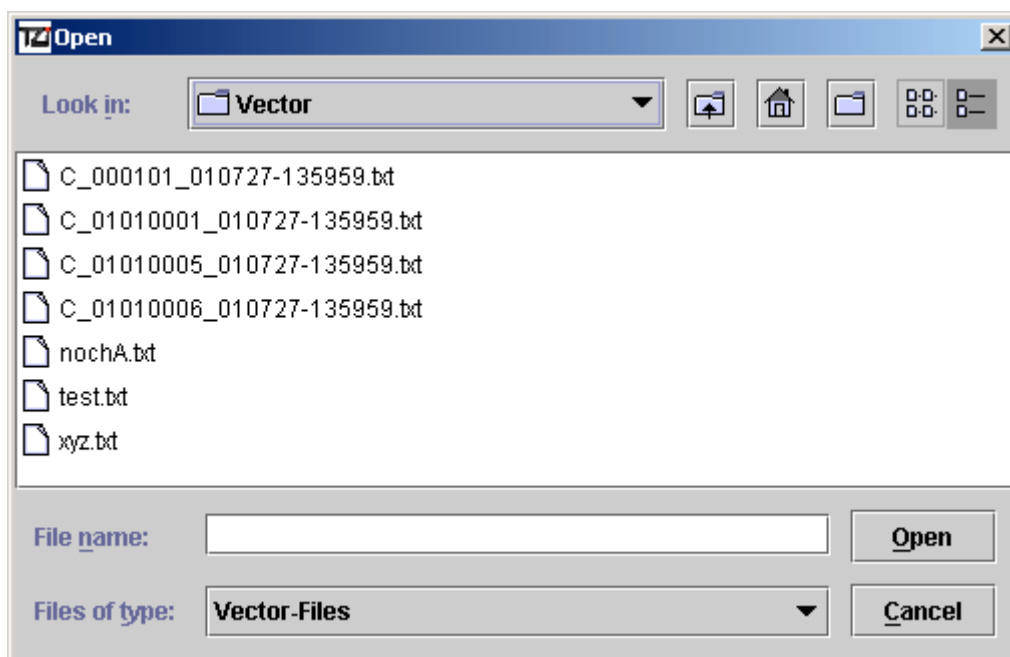 TZ Open
Look in: Vector
C_000101_010727-135959.txt
C_01010001_010727-135959.txt
C_01010005_010727-135959.txt
C_01010006_010727-135959.txt
nochA.txt
test.txt
xyz.txt
File name: Open
Files of type: Vector-Files Cancel